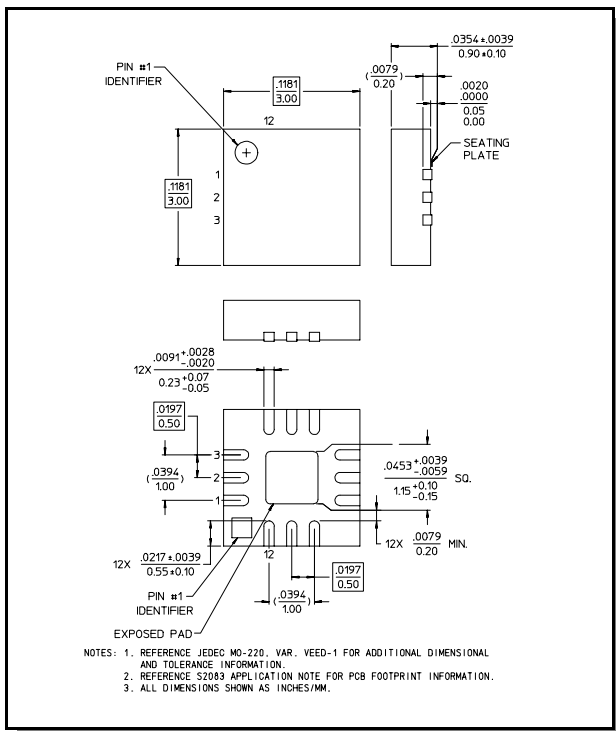 .0354±.0039
0.90±0.10
PIN #1
IDENTIFIER
.1181
3.00
(.0079
0.20)
.0020
.0000
0.05
0.00
12
SEATING
PLATE
.1181
3.00
1
2
3
12X .0091+.0028
-.0020
0.23+0.07
-0.05
.0197
0.50
3
2
1
(.0394
1.00)
.0453+.0039
-.0059 SQ.
1.15+0.10
-0.15
12X .0079
0.20 MIN.
12X .0217±.0039
0.55±0.10
12
.0197
0.50
PIN #1
IDENTIFIER
(.0394
1.00)
EXPOSED PAD
NOTES: 1. REFERENCE JEDEC MO-220, VAR. VEED-1 FOR ADDITIONAL DIMENSIONAL
AND TOLERANCE INFORMATION.
2. REFERENCE S2083 APPLICATION NOTE FOR PCB FOOTPRINT INFORMATION.
3. ALL DIMENSIONS SHOWN AS INCHES/MM.